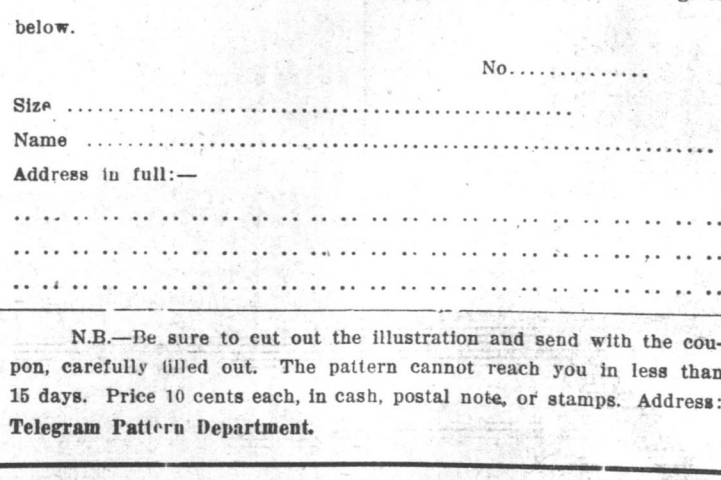 below.
No..............
Size ...................................................
Name ................................................................
Address in full:—
.. .. .. .. .. .. .. .. .. .. .. .. .. .. .. .. .. .. .. .. .. .. .. ..
.. .. .. .. .. .. .. .. .. .. .. .. .. .. .. .. .. .. .. .. .. .. .. ..
.. .. .. .. .. .. .. .. .. .. .. .. .. .. .. .. .. .. .. .. .. .. .. ..
N.B.—Be sure to cut out the illustration and send with the cou-
pon, carefully filled out. The pattern cannot reach you in less than
15 days. Price 10 cents each, in cash, postal note, or stamps. Address:
Telegram Pattern Department.